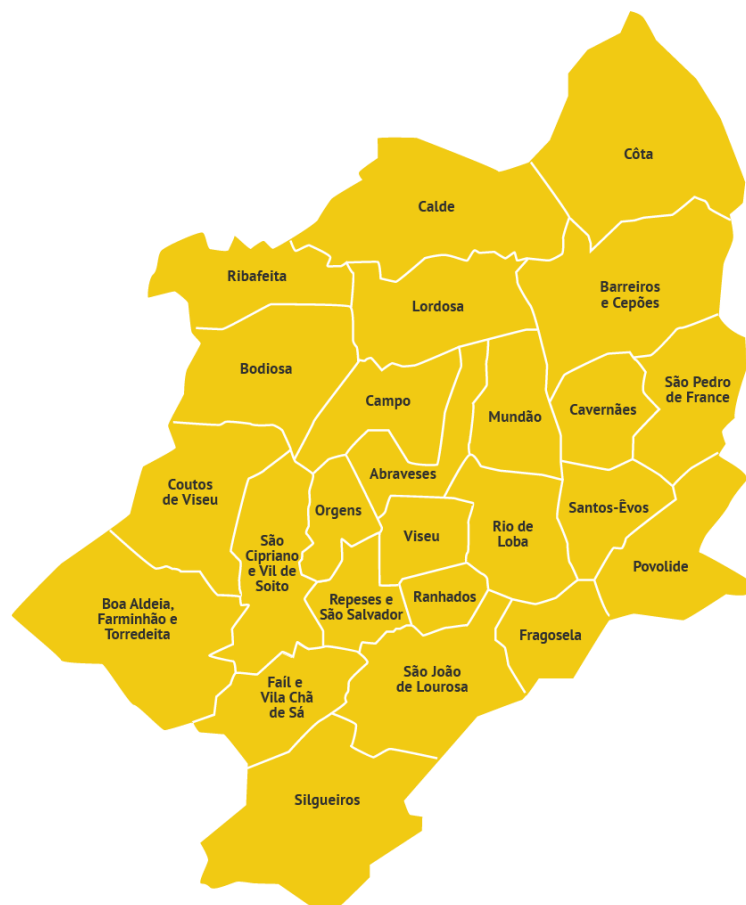 Côta
Calde
Ribafeita
Lordosa
Barreiros
e Cepões
Bodiosa
São Pedro
de France
Campo
Cavernães
Mundão
Abraveses
Coutos
de Viseu
Orgens
Santos-Êvos
Viseu
Rio de
Loba
São
Cipriano
e Vil de
Soito
Povolide
Boa Aldeia,
Farminhão e
Torredeita
Repeses e
São Salvador
Ranhados
Fragosela
São João
de Lourosa
Fail e
Vila Chã
de Sá
Silgueiros